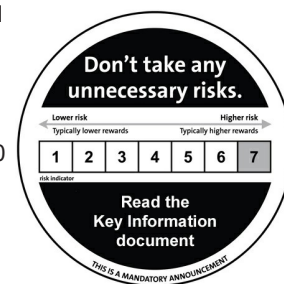 Don't take any
unnecessary risks.
Lower risk Higher risk
Typically lower rewards Typically higher rewards
1 2 3 4 5 6 7
risk indicator
Read the
Key Information
document
THIS IS A MANDATORY ANNOUNCEMENT